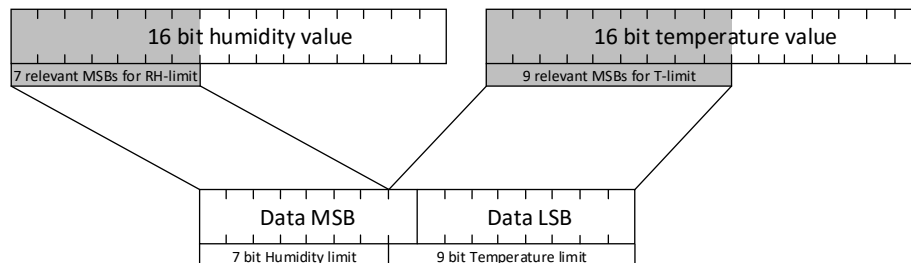 16 bit humidity value
16 bit temperature value
7 relevant MSBs for RH-limit
9 relevant MSBs for T-limit
Data MSB
Data LSB
7 bit Humidity limit
9 bit Temperature limit